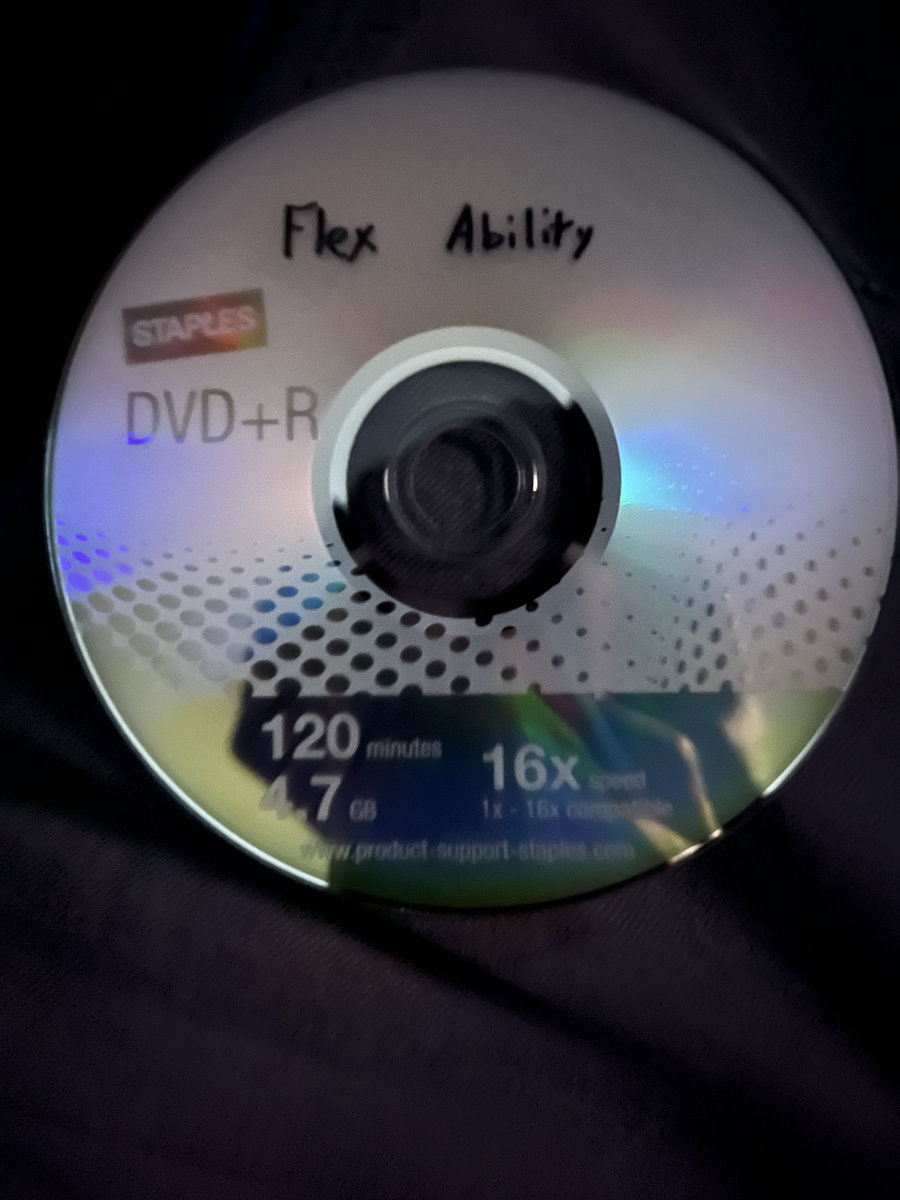 Flex Ability
STAPLES
DVD+R
120 minutes
4.7 GB
16x speed
1x - 16x compatible
www.product-support-staples.com